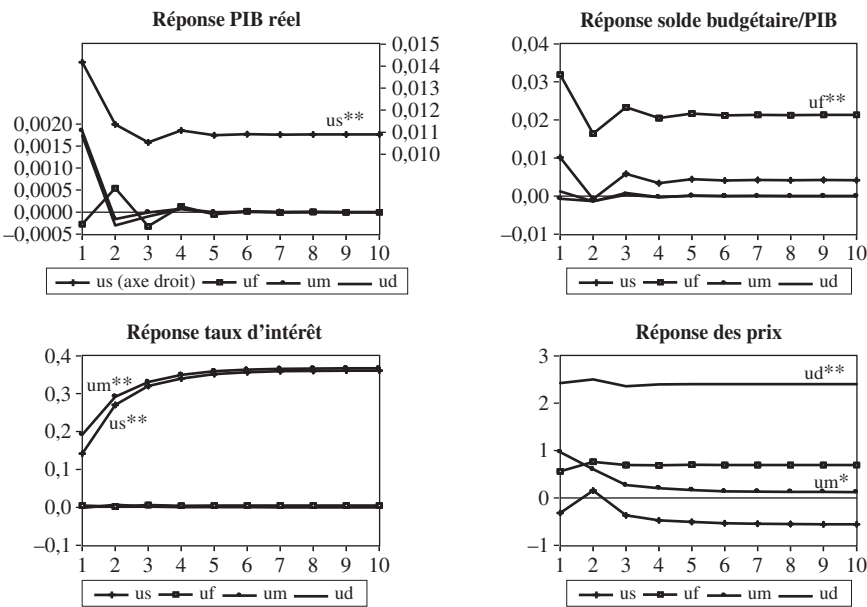 Réponse PIB réel
0,015
0,014
0,013
0,012
0,011
0,010
0,0020
0,0015
0,0010
0,0005
0,0000
–0,0005
us**
1 2 3 4 5 6 7 8 9 10
us (axe droit) uf um ud
Réponse solde budgétaire/PIB
0,04
0,03
0,02
0,01
0,00
–0,01
uf**
1 2 3 4 5 6 7 8 9 10
us uf um ud
Réponse taux d'intérêt
0,4
0,3
0,2
0,1
0,0
–0,1
um**
us**
1 2 3 4 5 6 7 8 9 10
us uf um ud
Réponse des prix
3
2
1
0
–1
ud**
um*
1 2 3 4 5 6 7 8 9 10
us uf um ud